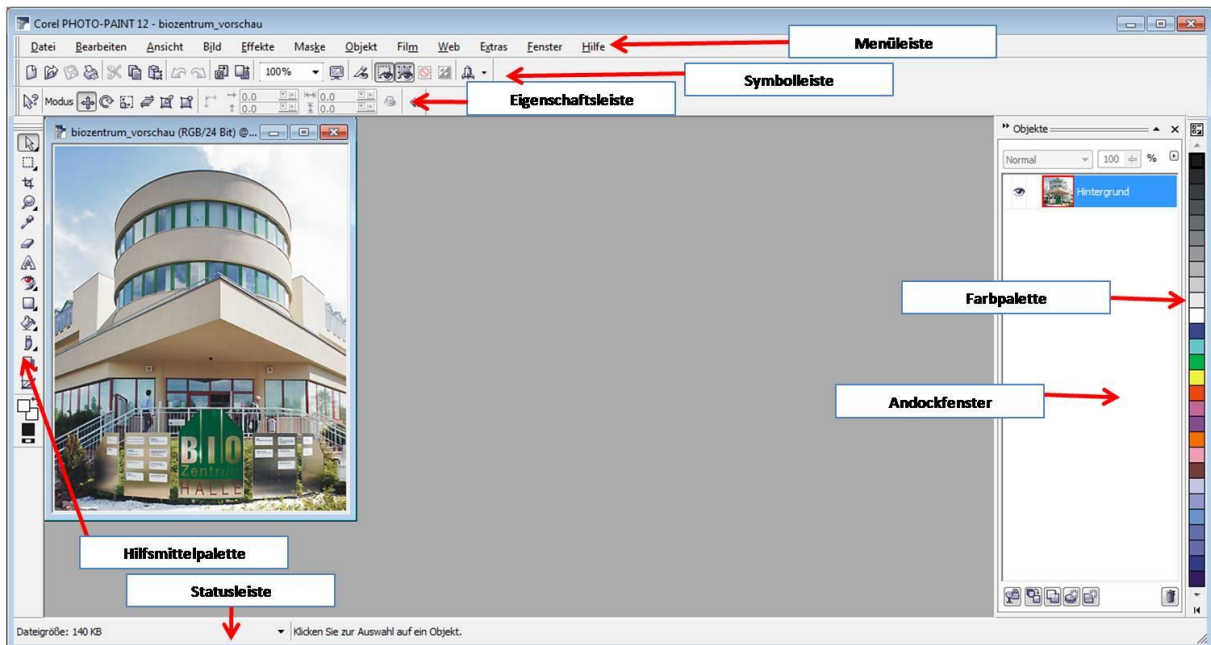 Corel PHOTO-PAINT 12 - biozentrum_vorschau
Datei Bearbeiten Ansicht Bild Effekte Maske Objekt Film Web Extras Fenster Hilfe
Menüleiste
100%
Symbolleiste
Modus 0.0 0.0
0.0 0.0
Eigenschaftsleiste
biozentrum_vorschau (RGB/24 Bit) @...
Objekte
Normal 100 %
Hintergrund
Farbpalette
Andockfenster
BIO
Zentrum
HALLE
Hilfsmittelpalette
Statusleiste
Dateigröße: 140 KB Klicken Sie zur Auswahl auf ein Objekt.